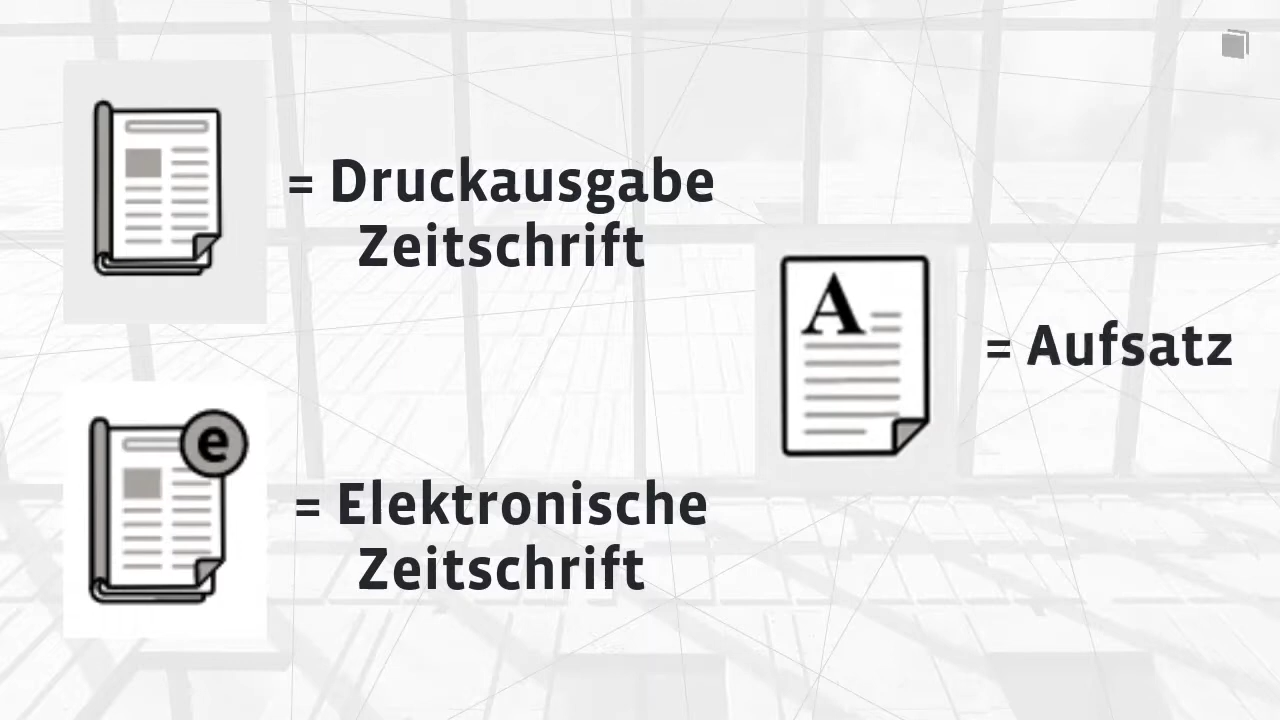 = Druckausgabe
Zeitschrift
e
= Elektronische
Zeitschrift
A
= Aufsatz